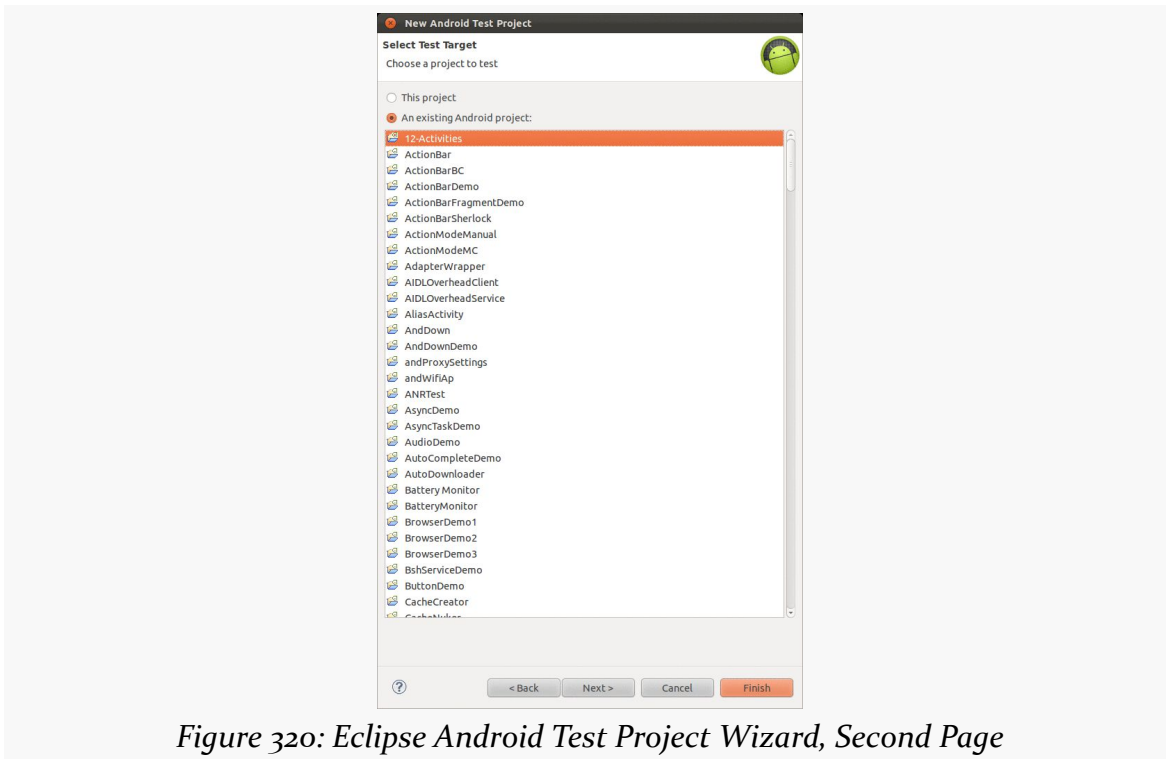 New Android Test Project
Select Test Target
Choose a project to test
This project
An existing Android project:
12-Activities
ActionBar
ActionBarBC
ActionBarDemo
ActionBarFragmentDemo
ActionBarSherlock
ActionModeManual
ActionModeMC
AdapterWrapper
AIDLOverheadClient
AIDLOverheadService
AliasActivity
AndDown
AndDownDemo
andProxySettings
andWifiAp
ANRTest
AsyncDemo
AsyncTaskDemo
AudioDemo
AutoCompleteDemo
AutoDownloader
Battery Monitor
BatteryMonitor
BrowserDemo1
BrowserDemo2
BrowserDemo3
BshServiceDemo
ButtonDemo
CacheCreator
< Back Next > Cancel Finish
Figure 320: Eclipse Android Test Project Wizard, Second Page